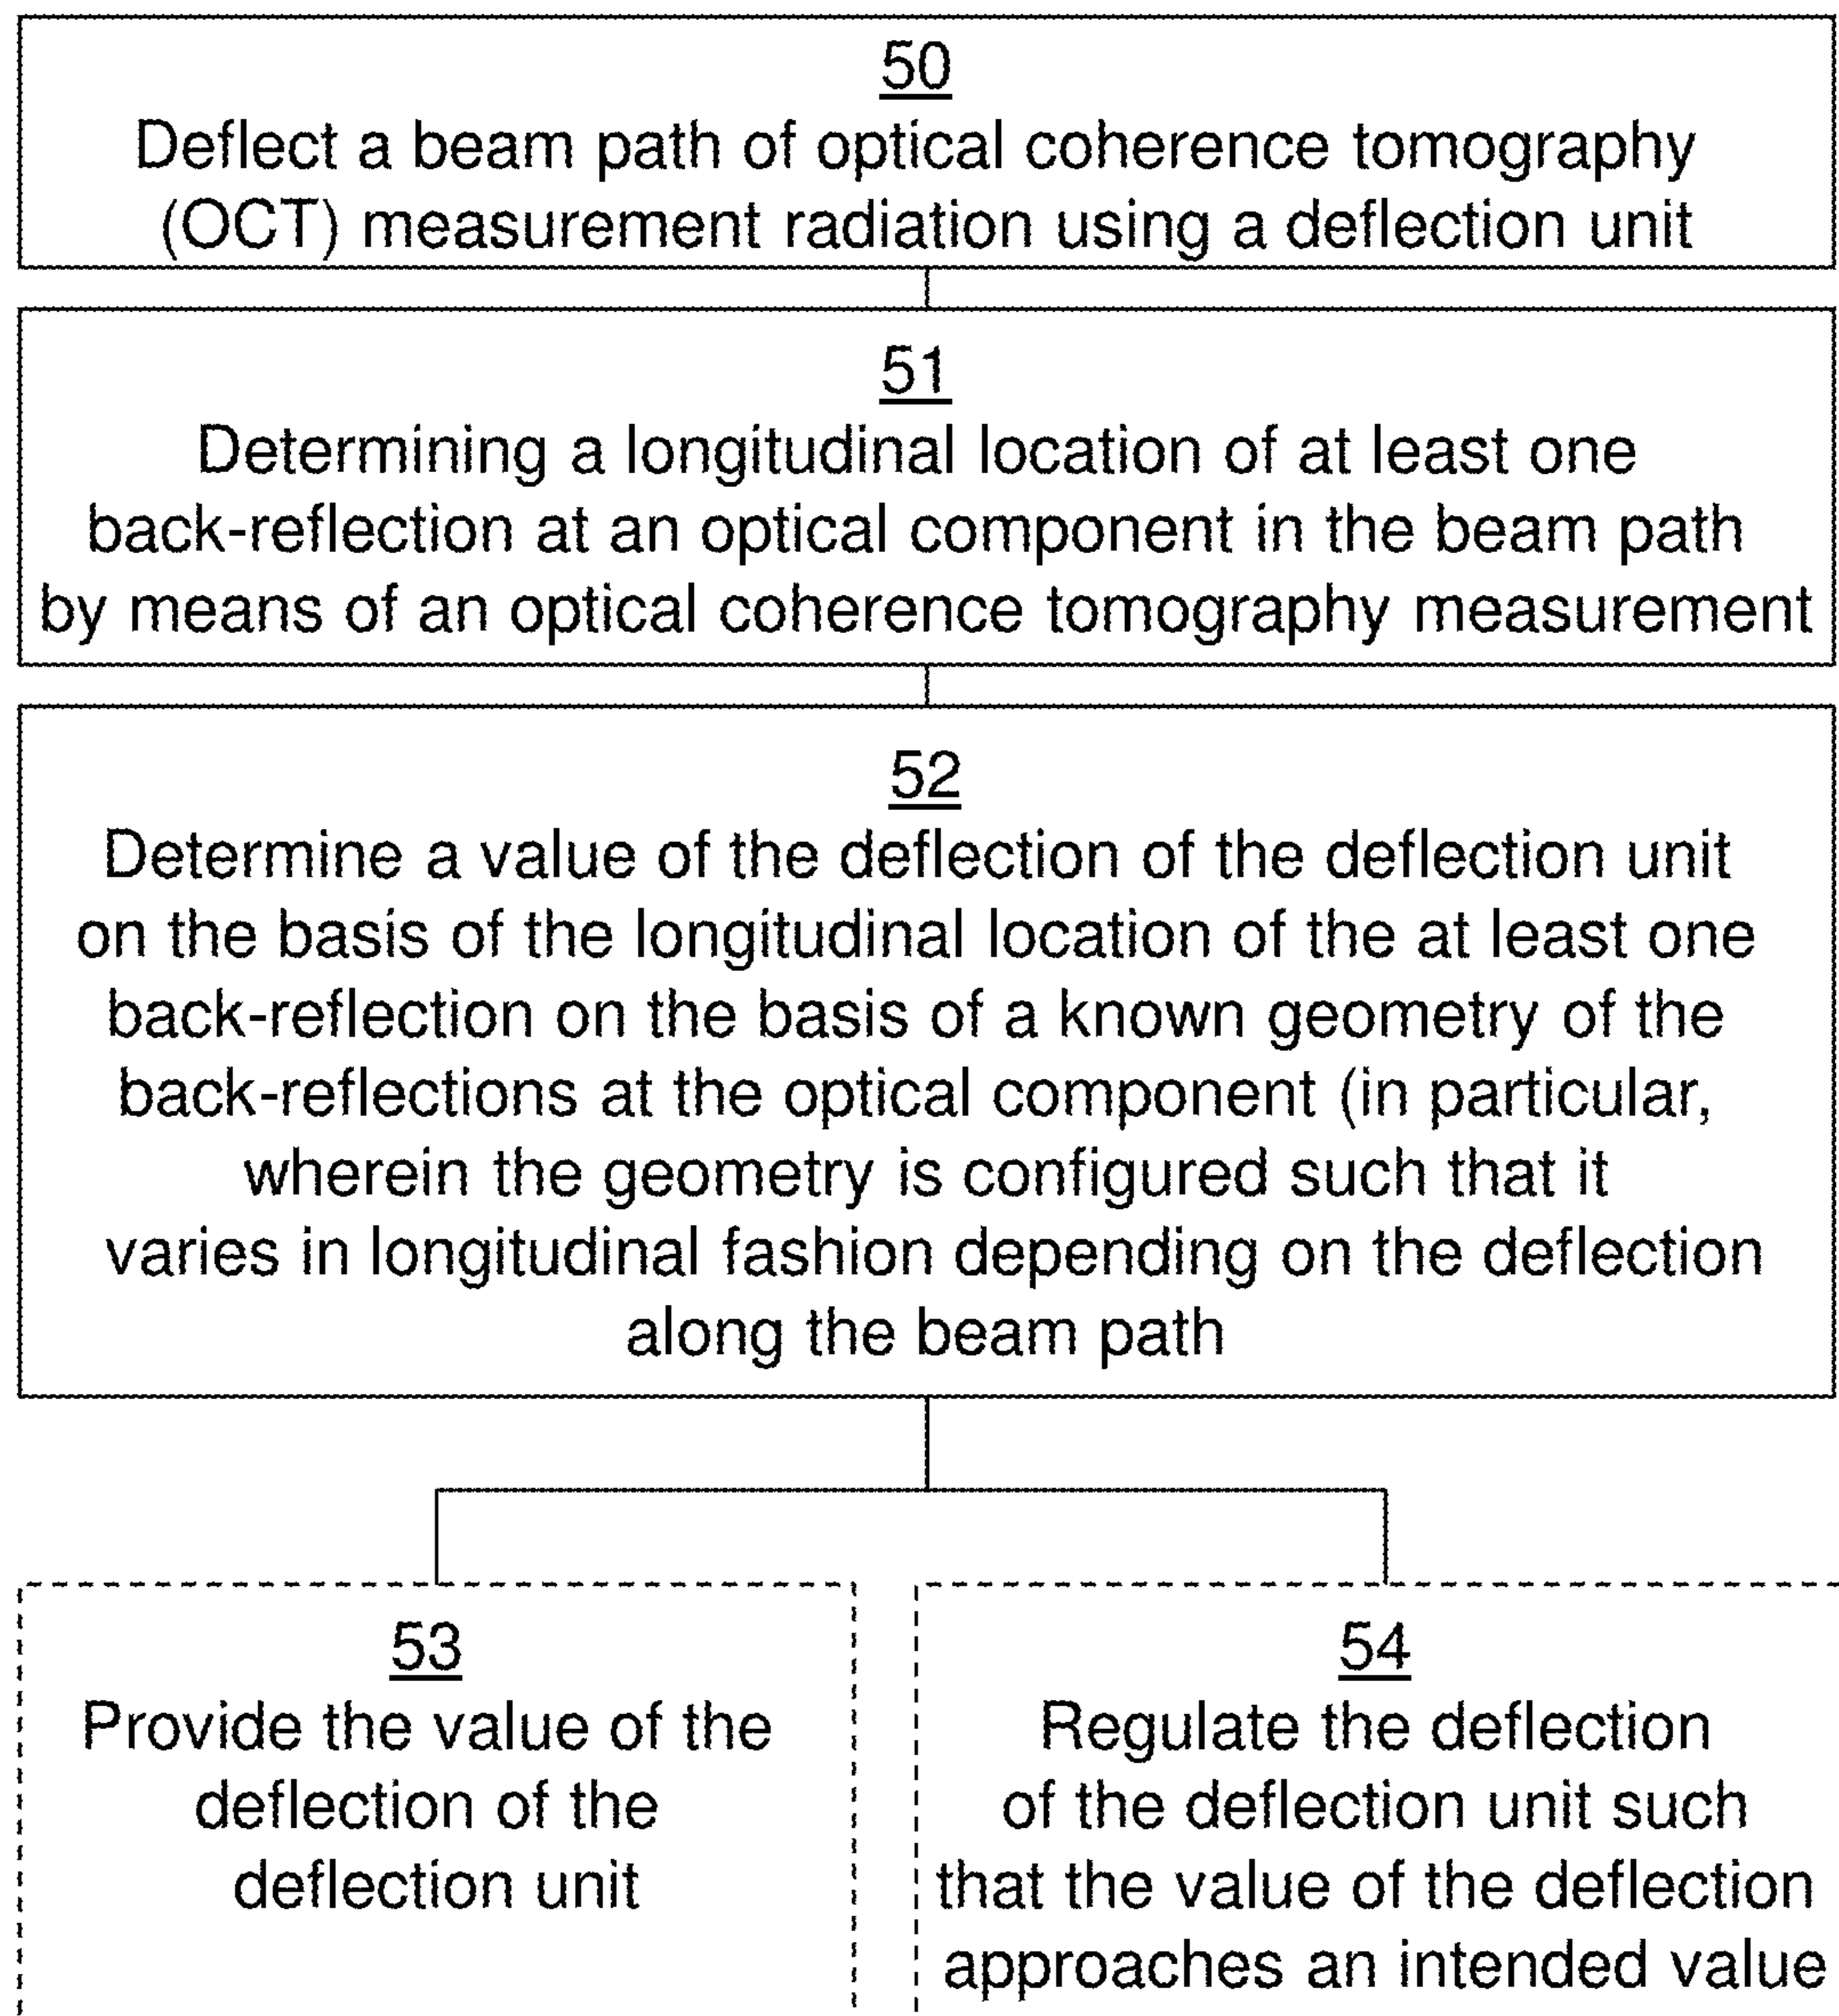 50
Deflect a beam path of optical coherence tomography
(OCT) measurement radiation using a deflection unit
51
Determining a longitudinal location of at least one
back-reflection at an optical component in the beam path
by means of an optical coherence tomography measurement
52
Determine a value of the deflection of the deflection unit
on the basis of the longitudinal location of the at least one
back-reflection on the basis of a known geometry of the
back-reflections at the optical component (in particular,
wherein the geometry is configured such that it
varies in longitudinal fashion depending on the deflection
along the beam path
53
Provide the value of the
deflection of the
deflection unit
54
Regulate the deflection
of the deflection unit such
that the value of the deflection
approaches an intended value